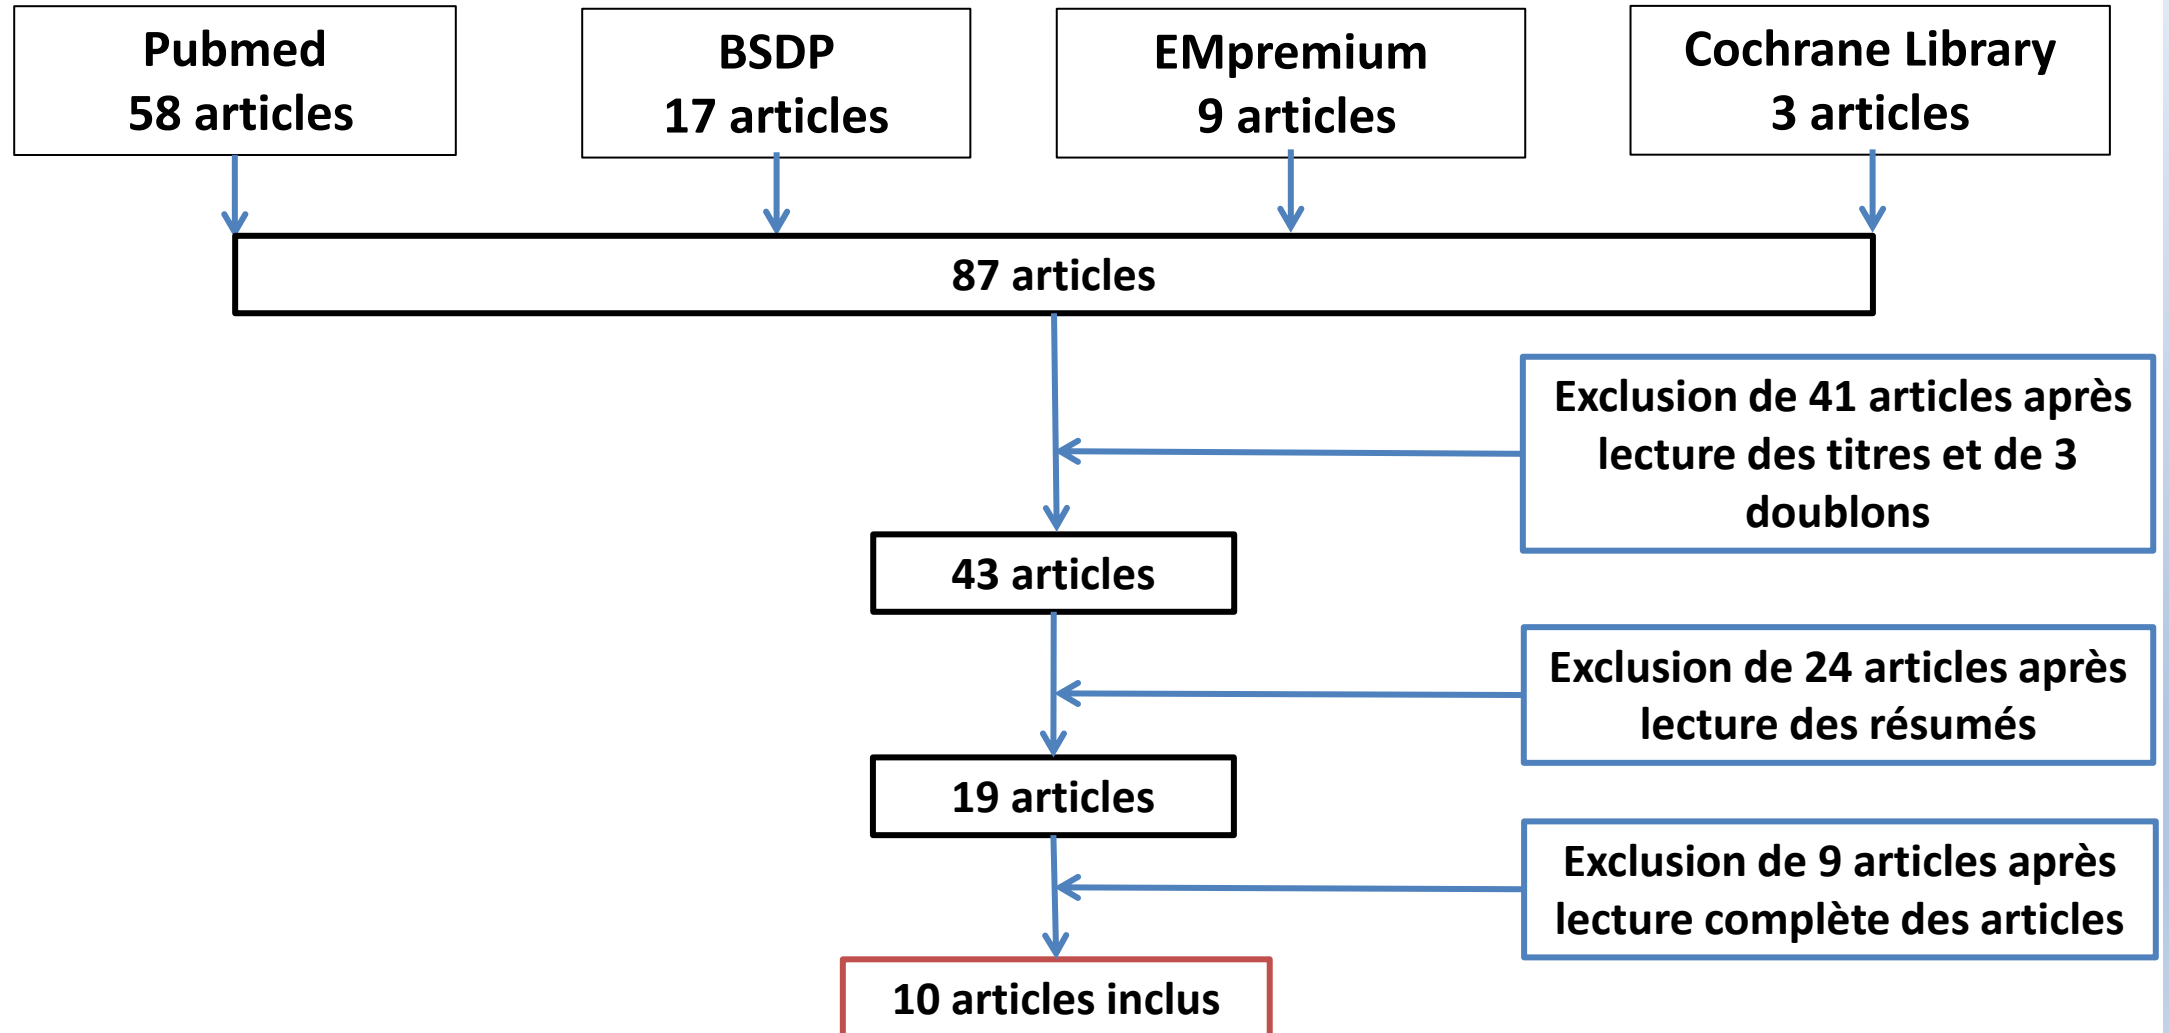 Pubmed
58 articles
BSDP
17 articles
EMpremium
9 articles
Cochrane Library
3 articles
87 articles
Exclusion de 41 articles après
lecture des titres et de 3
doublons
43 articles
Exclusion de 24 articles après
lecture des résumés
19 articles
Exclusion de 9 articles après
lecture complète des articles
10 articles inclus